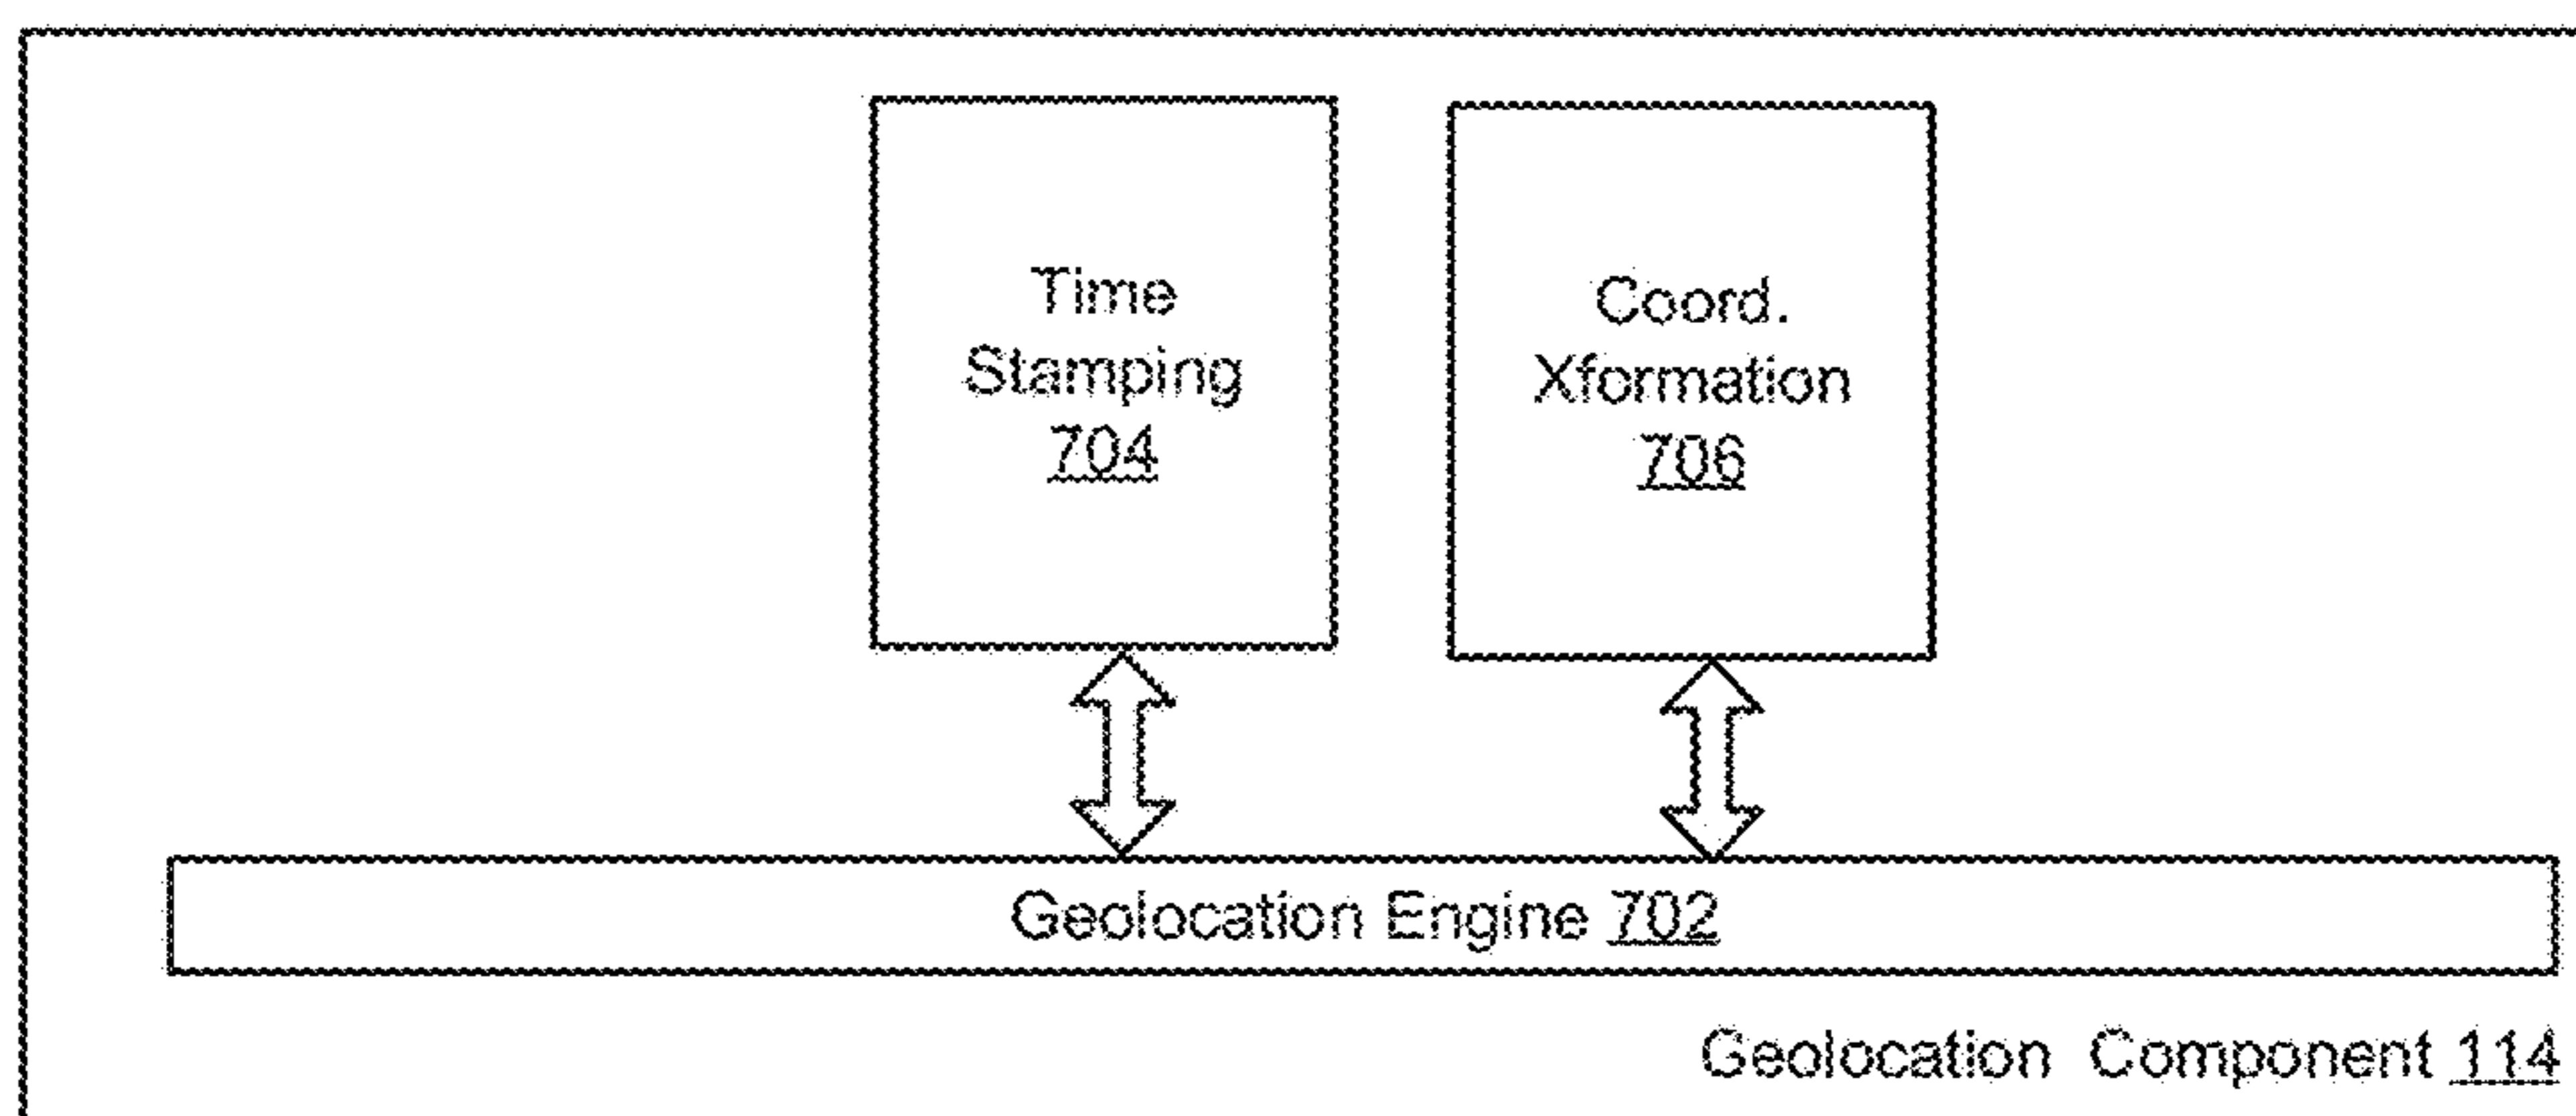 Time
Stamping
704
Coord.
Xformation
706
Geolocation Engine 702
Geolocation Component 114